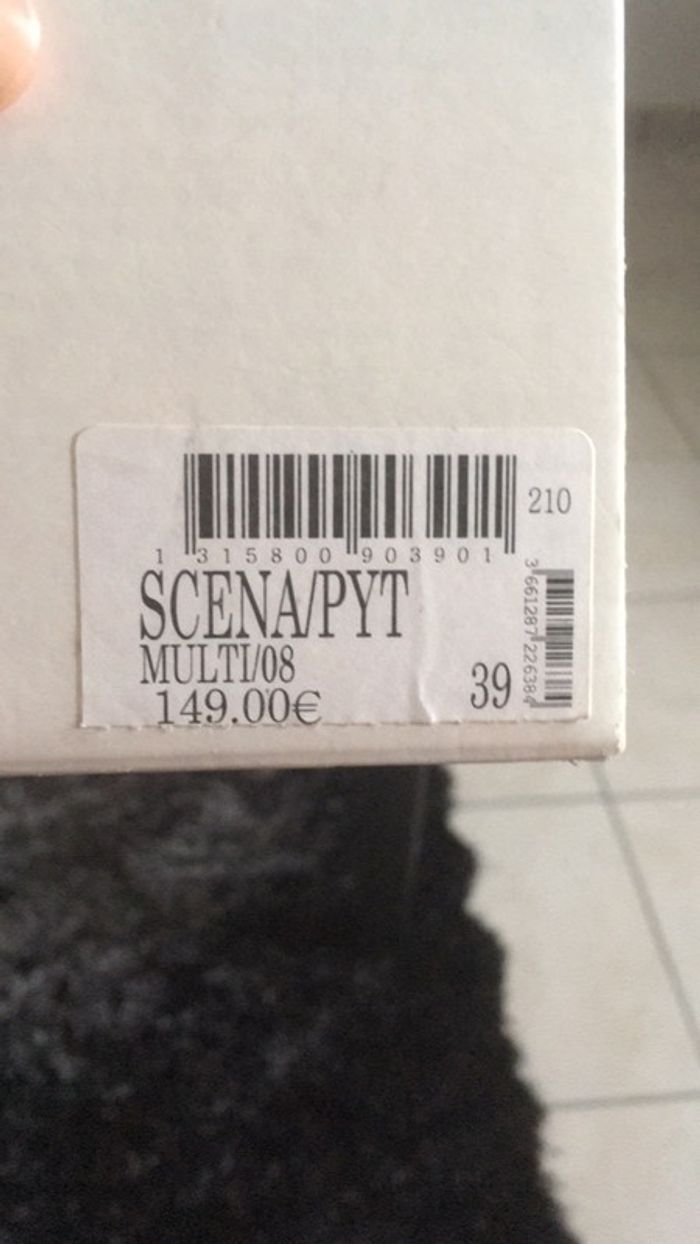 210
1 315800 903901
SCENA/PYT
MULTI/08
149.00€
39
3 661287 226384